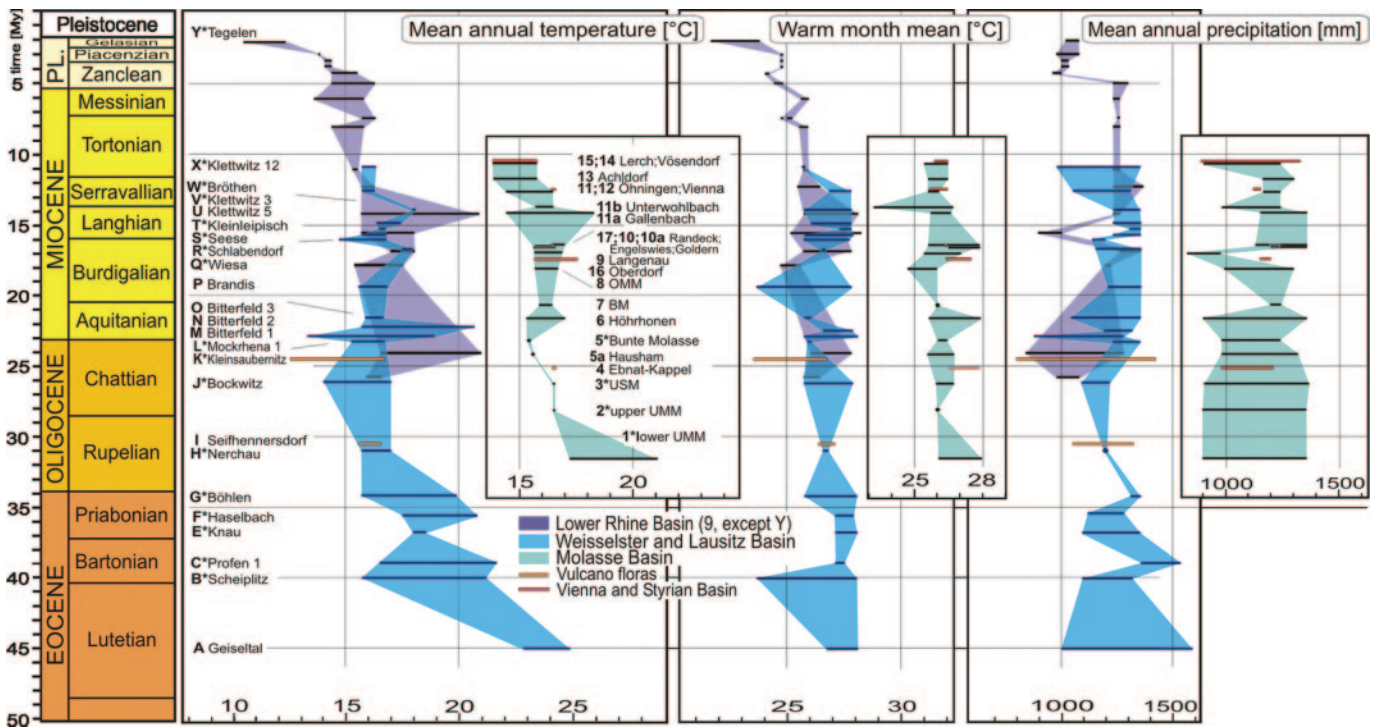 time [My]
Pleistocene
Gelasian
Piacenzian
Zanclean
Messinian
Tortonian
Serravallian
Langhian
Burdigalian
Aquitanian
Chattian
Rupelian
Priabonian
Bartonian
Lutetian
PL.
MIOCENE
OLIGOCENE
EOCENE
5
10
15
20
25
30
35
40
45
50
Mean annual temperature [°C]
Y*Tegelen
X*Klettwitz 12
W*Bröthen
V*Klettwitz 3
U Klettwitz 5
T*Kleinleipisch
S*Seese
R*Schlabendorf
Q*Wiesa
P Brandis
O Bitterfeld 3
N Bitterfeld 2
M Bitterfeld 1
L*Mockrhena 1
K*Kleinsaubernitz
J*Bockwitz
I Seifhennersdorf
H*Nerchau
G*Böhlen
F*Haselbach
E*Knau
C*Profen 1
B*Scheiplitz
A Geiseltal
10 15 20 25
15;14 Lerch;Vösendorf
13 Achldorf
11;12 Öhningen;Vienna
11b Unterwohlbach
11a Gallenbach
17;10;10a Randeck;
Engelswies;Goldern
9 Langenau
16 Oberdorf
8 OMM
7 BM
6 Höhrhonen
5*Bunte Molasse
5a Hausham
4 Ebnat-Kappel
3*USM
2*upper UMM
1*lower UMM
15 20
Lower Rhine Basin (9, except Y)
Weisselster and Lausitz Basin
Molasse Basin
Vulcano floras
Vienna and Styrian Basin
Warm month mean [°C]
25 28
25 30
Mean annual precipitation [mm]
1000 1500
1000 1500